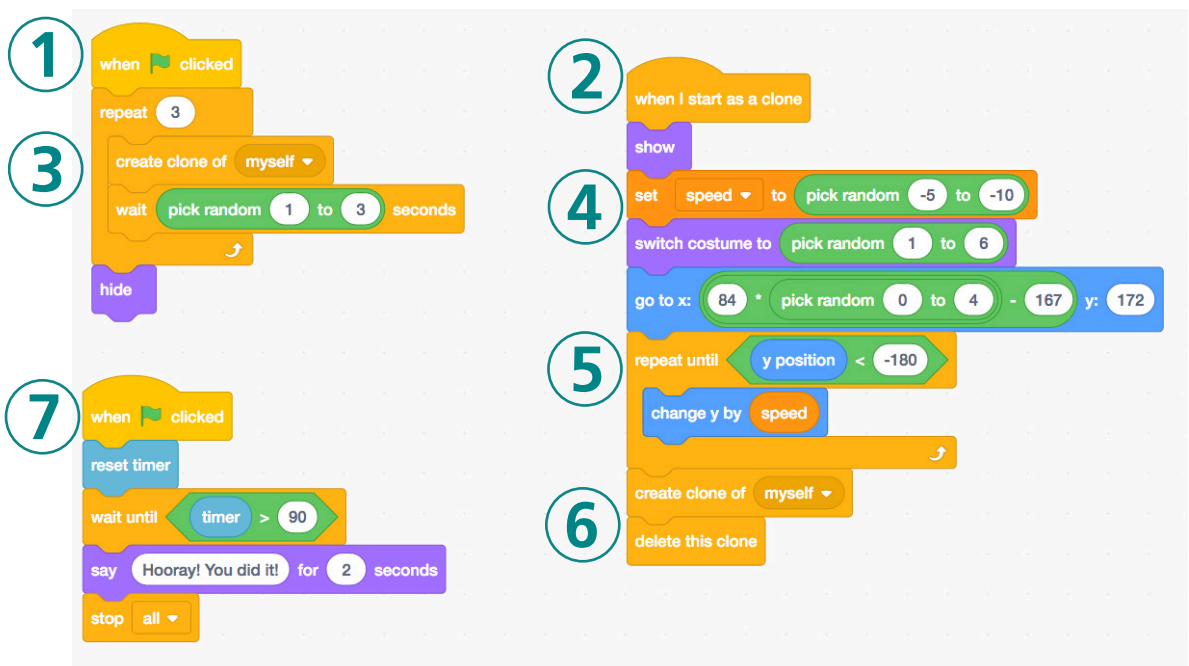 1
when clicked
repeat 3
3
create clone of myself
wait pick random 1 to 3 seconds
hide
7
when clicked
reset timer
wait until timer > 90
say Hooray! You did it! for 2 seconds
stop all
2
when I start as a clone
show
4
set speed to pick random -5 to -10
switch costume to pick random 1 to 6
go to x: 84 * pick random 0 to 4 - 167 y: 172
5
repeat until y position < -180
change y by speed
6
create clone of myself
delete this clone